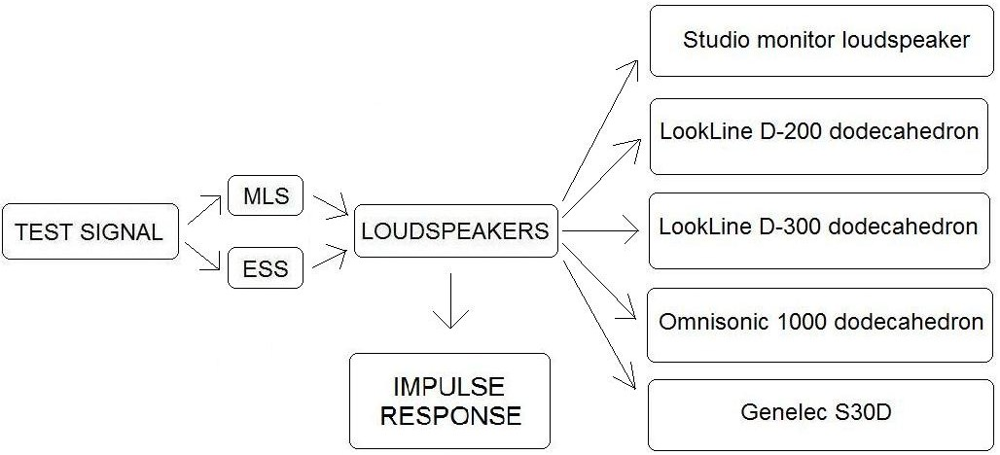 TEST SIGNAL
MLS
ESS
LOUDSPEAKERS
IMPULSE
RESPONSE
Studio monitor loudspeaker
LookLine D-200 dodecahedron
LookLine D-300 dodecahedron
Omnisonic 1000 dodecahedron
Genelec S30D